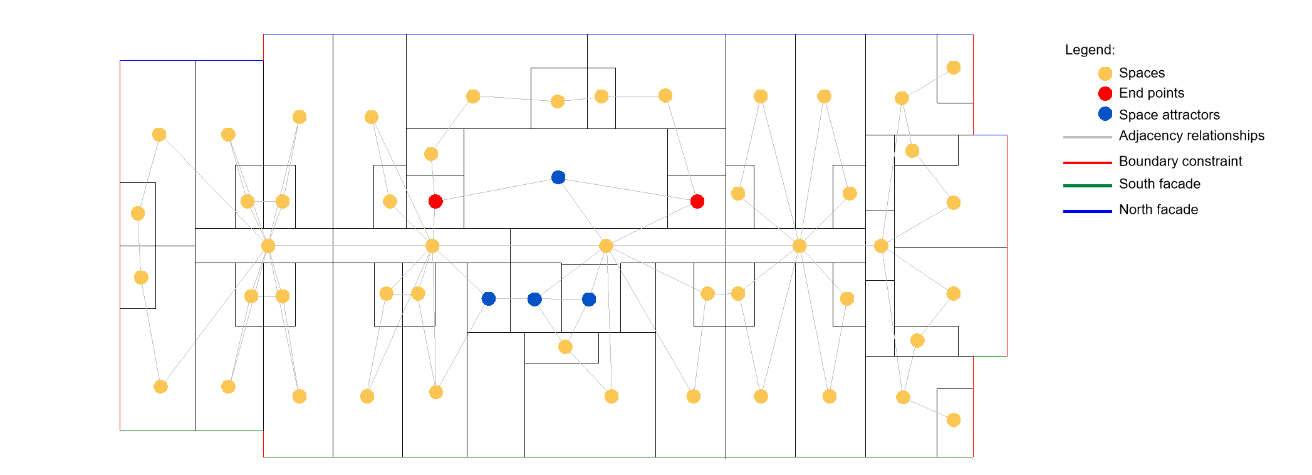 Legend:
Spaces
End points
Space attractors
Adjacency relationships
Boundary constraint
South facade
North facade